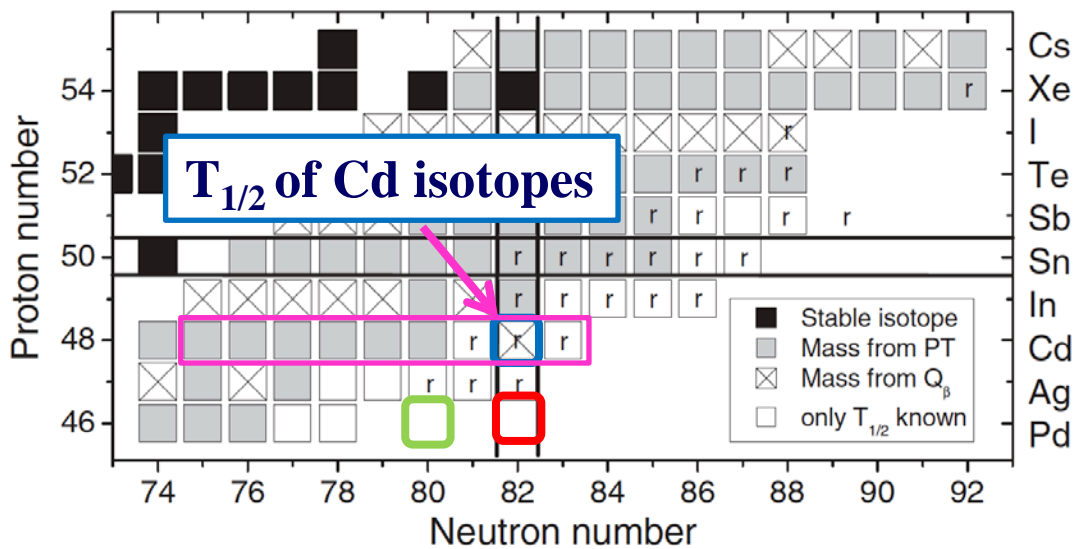 Cs
54 r Xe
r I
T1/2 of Cd isotopes
52 r r r Te
r r r r Sb
50 r r r r r r Sn
r r r r r In
48 r r r Cd
r r r Ag
46 Pd
Stable isotope
Mass from PT
Mass from Qβ
only T1/2 known
Proton number
74 76 78 80 82 84 86 88 90 92
Neutron number